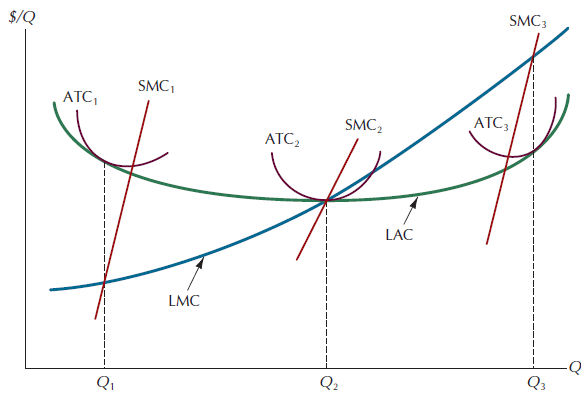 $/Q
SMC3
ATC1
SMC1
ATC2
SMC2
ATC3
LAC
LMC
Q
Q1
Q2
Q3